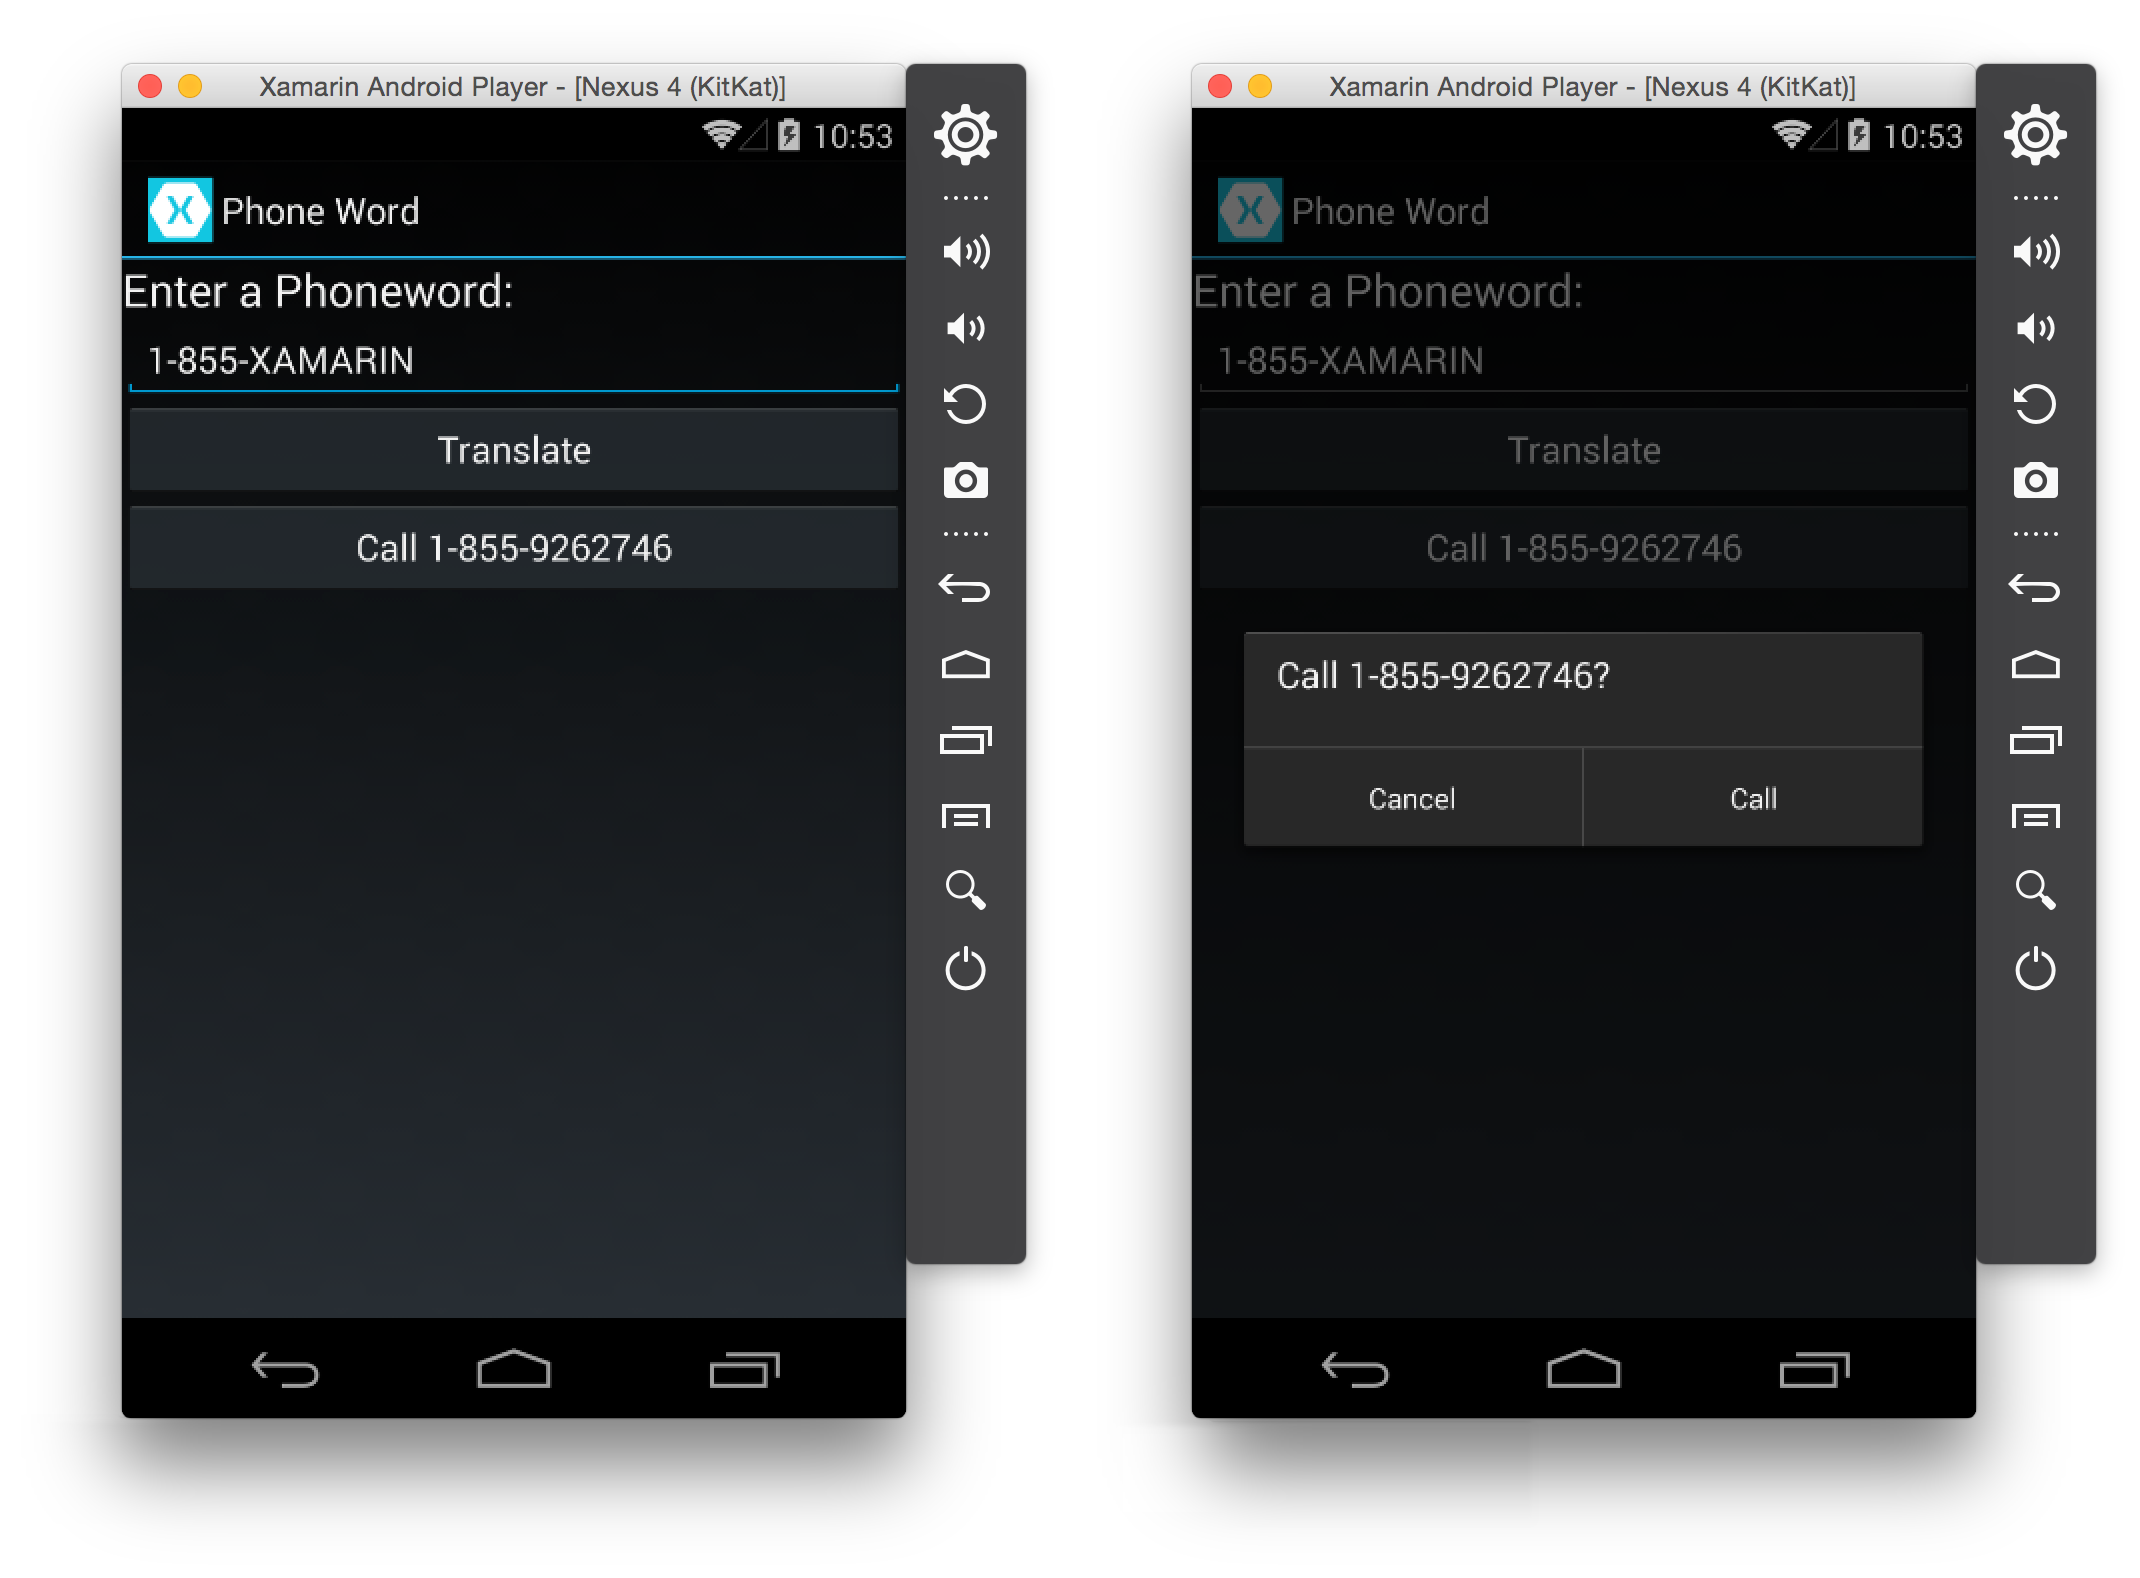 Xamarin Android Player - [Nexus 4 (KitKat)]
10:53
X Phone Word
Enter a Phoneword:
1-855-XAMARIN
Translate
Call 1-855-9262746
Xamarin Android Player - [Nexus 4 (KitKat)]
10:53
X Phone Word
Enter a Phoneword:
1-855-XAMARIN
Translate
Call 1-855-9262746
Call 1-855-9262746?
Cancel Call